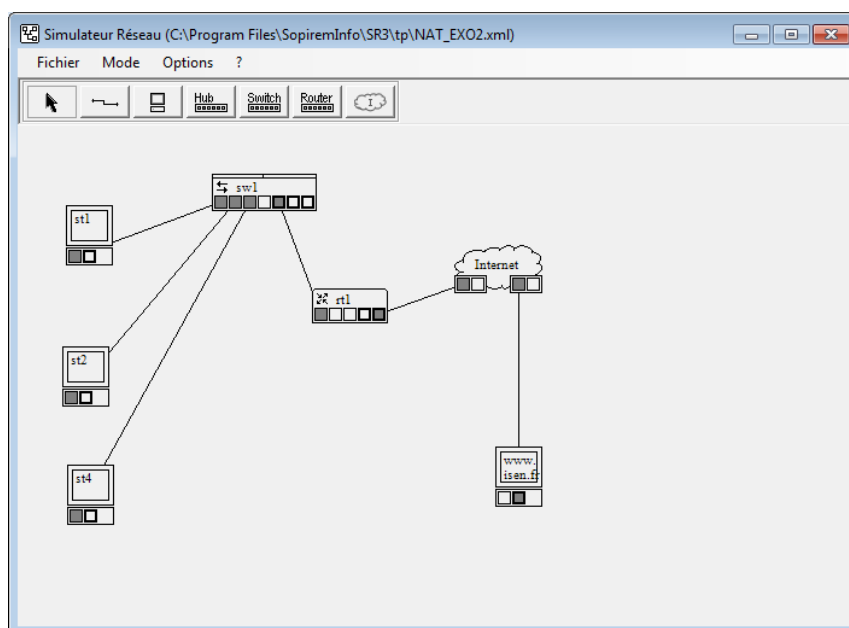 Simulateur Réseau (C:\Program Files\SopiremInfo\SR3\tp\NAT_EXO2.xml)
Fichier Mode Options ?
Hub Switch Router I
sw1
st1
Internet
rt1
st2
www.
isen.fr
st4